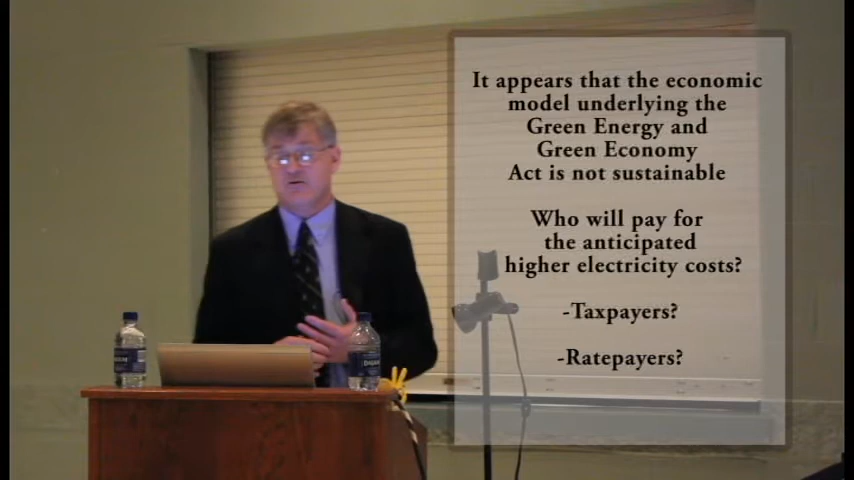 It appears that the economic
model underlying the
Green Energy and
Green Economy
Act is not sustainable
Who will pay for
the anticipated
higher electricity costs?
-Taxpayers?
-Ratepayers?